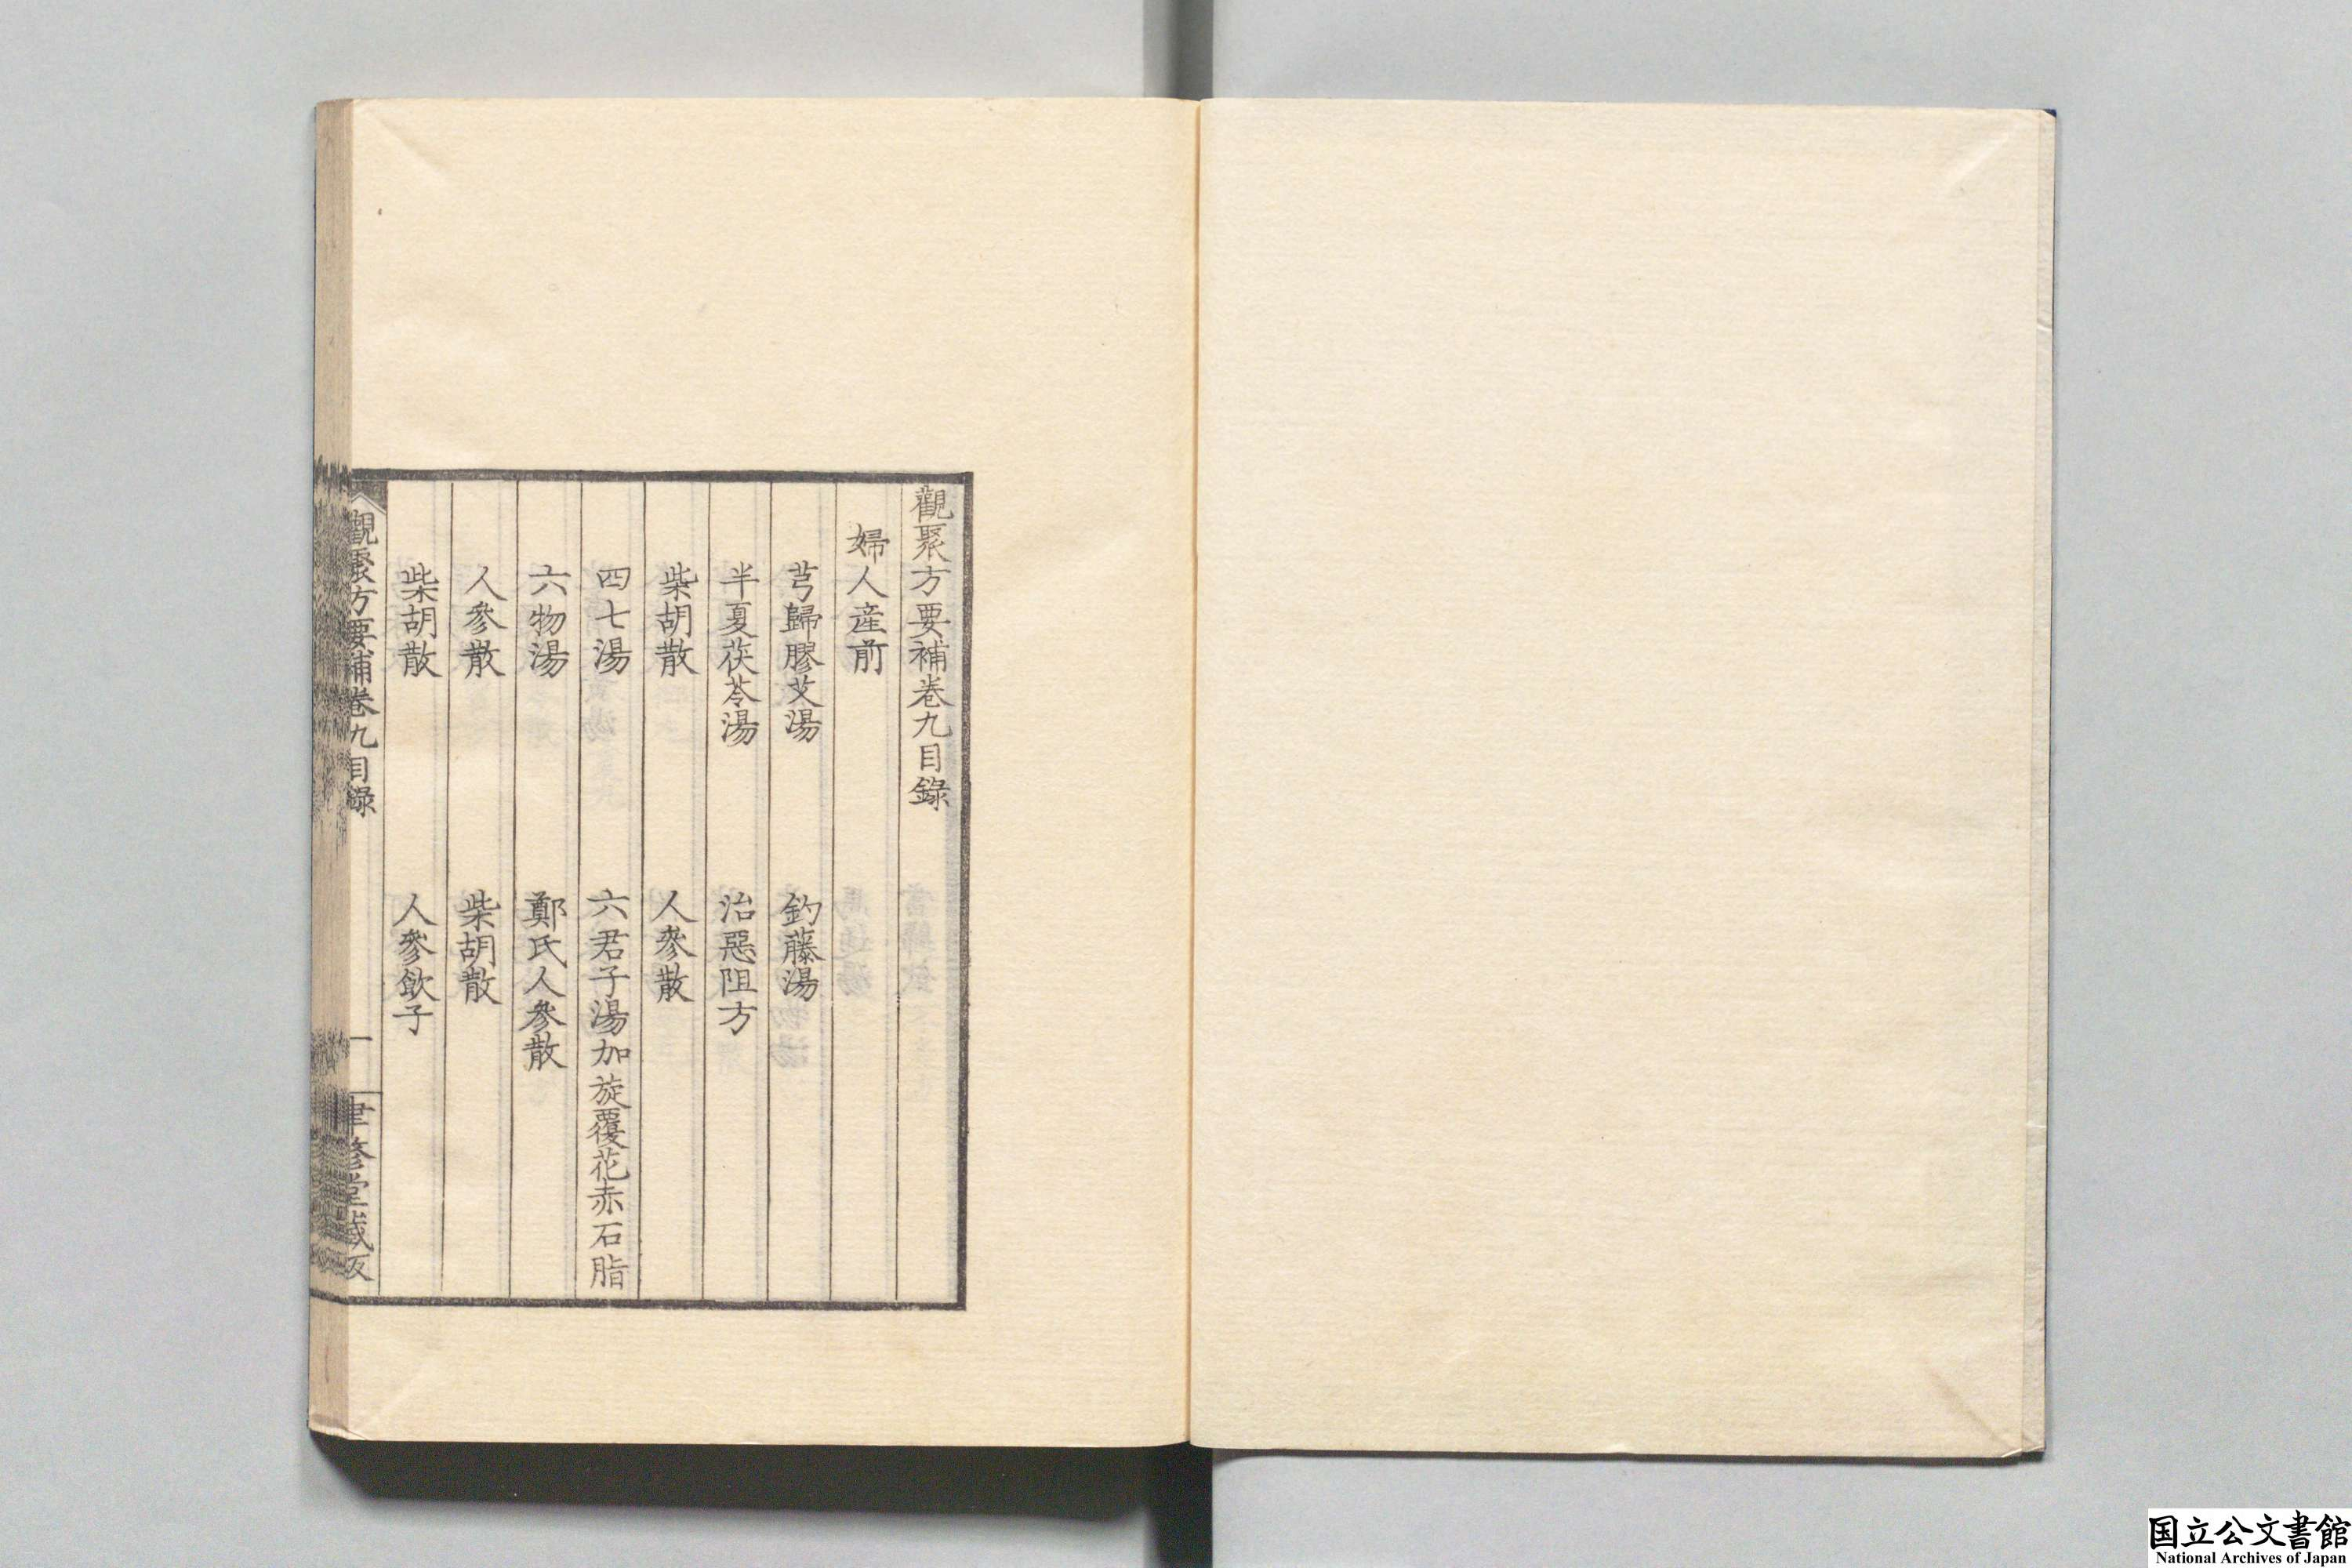 觀聚方要補卷九目錄
婦人産前
芎歸膠艾湯　釣藤湯
半夏茯苓湯　治惡阻方
柴胡散　人參散
四七湯　六君子湯加旋覆花赤石脂
六物湯　鄭氏人參散
人參散　柴胡散
柴胡散　人參飲子
觀聚方要補卷九目錄　一　聿修堂藏版
国立公文書館
National Archives of Japan